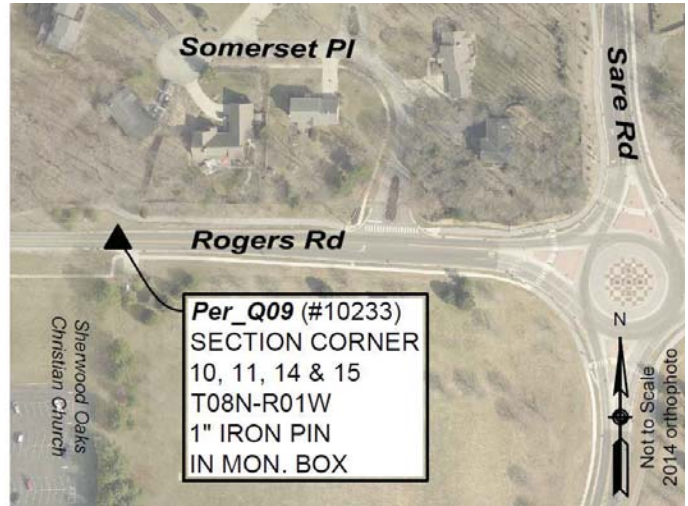 Somerset Pl
Sare Rd
Rogers Rd
Per_Q09 (#10233)
SECTION CORNER
10, 11, 14 & 15
T08N-R01W
1" IRON PIN
IN MON. BOX
Sherwood Oaks
Christian Church
N
Not to Scale
2014 orthophoto